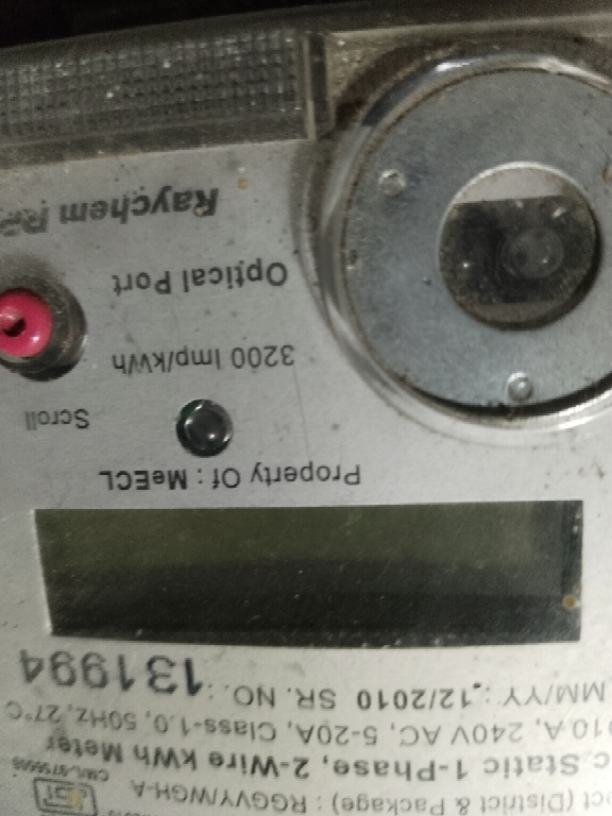 ct (District & Package) : RGGVY/WGH-A
c Static 1-Phase, 2-Wire kWh Meter
10 A, 240V AC, 5-20A, Class-1.0, 50Hz, 27°C
MM/YY : 12/2010 SR. NO. : 131994
Property Of : MeECL
Scroll
3200 Imp/kWh
Optical Port
Raychem RP